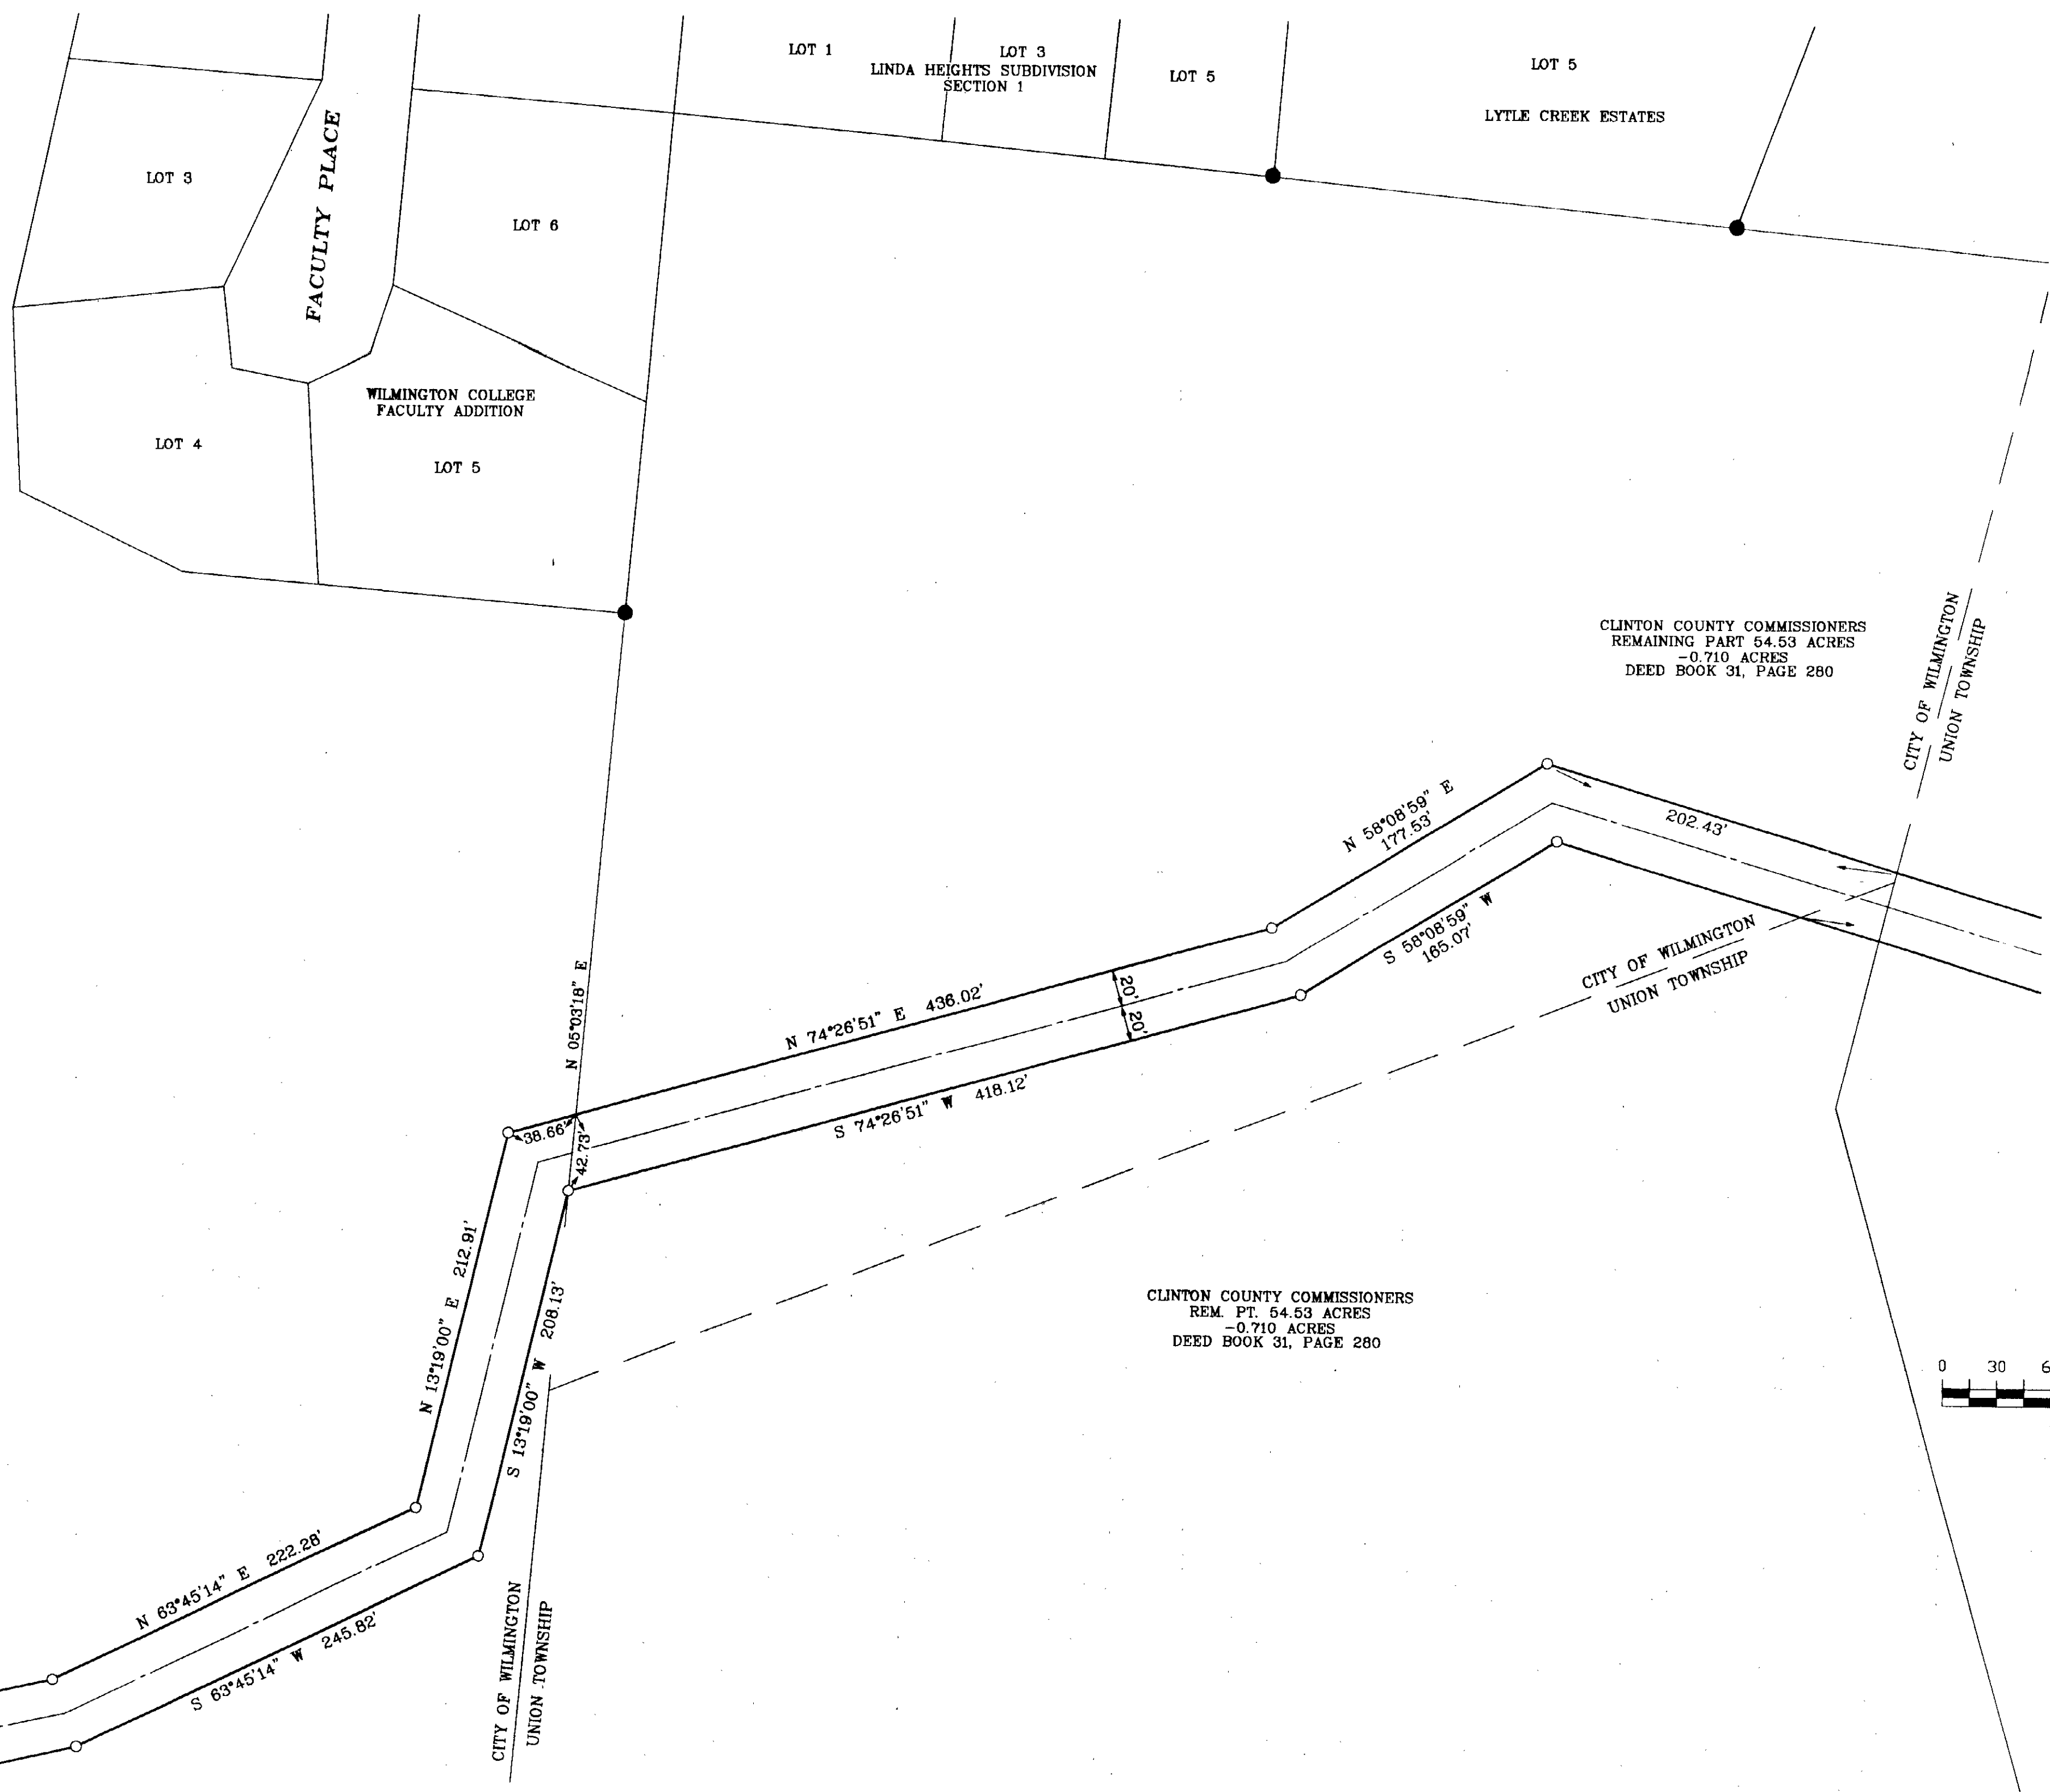 LOT 1
LOT 3
LINDA HEIGHTS SUBDIVISION
SECTION 1
LOT 5
LOT 5
LYTLE CREEK ESTATES
LOT 3
FACULTY PLACE
LOT 6
WILMINGTON COLLEGE
FACULTY ADDITION
LOT 4
LOT 5
CLINTON COUNTY COMMISSIONERS
REMAINING PART 54.53 ACRES
-0.710 ACRES
DEED BOOK 31, PAGE 280
CITY OF WILMINGTON
UNION TOWNSHIP
N 58°08'59" E
177.53'
202.43'
S 58°08'59" W
165.07'
CITY OF WILMINGTON
UNION TOWNSHIP
N 05°03'18" E
N 74°26'51" E 436.02'
20'
20'
S 74°26'51" W 418.12'
38.66'
42.73'
N 13°19'00" E 212.91'
S 13°19'00" W 208.13'
CLINTON COUNTY COMMISSIONERS
REM. PT. 54.53 ACRES
-0.710 ACRES
DEED BOOK 31, PAGE 280
0 30 6
N 63°45'14" E 222.28'
S 63°45'14" W 245.82'
CITY OF WILMINGTON
UNION TOWNSHIP